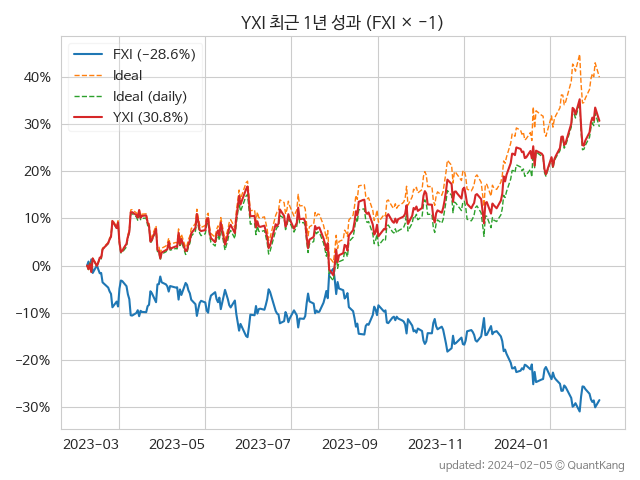 YXI 최근 1년 성과 (FXI × -1)
FXI (-28.6%)
Ideal
Ideal (daily)
YXI (30.8%)
40%
30%
20%
10%
0%
-10%
-20%
-30%
2023-03 2023-05 2023-07 2023-09 2023-11 2024-01
updated: 2024-02-05 © QuantKang